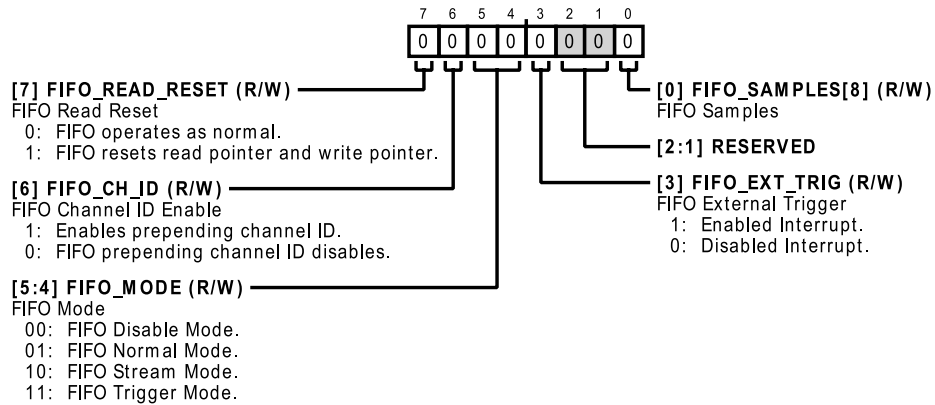 7 6 5 4 3 2 1 0
0 0 0 0 0 0 0 0
[7] FIFO_READ_RESET (R/W)
FIFO Read Reset
0: FIFO operates as normal.
1: FIFO resets read pointer and write pointer.
[6] FIFO_CH_ID (R/W)
FIFO Channel ID Enable
1: Enables prepending channel ID.
0: FIFO prepending channel ID disables.
[5:4] FIFO_MODE (R/W)
FIFO Mode
00: FIFO Disable Mode.
01: FIFO Normal Mode.
10: FIFO Stream Mode.
11: FIFO Trigger Mode.
[0] FIFO_SAMPLES[8] (R/W)
FIFO Samples
[2:1] RESERVED
[3] FIFO_EXT_TRIG (R/W)
FIFO External Trigger
1: Enabled Interrupt.
0: Disabled Interrupt.